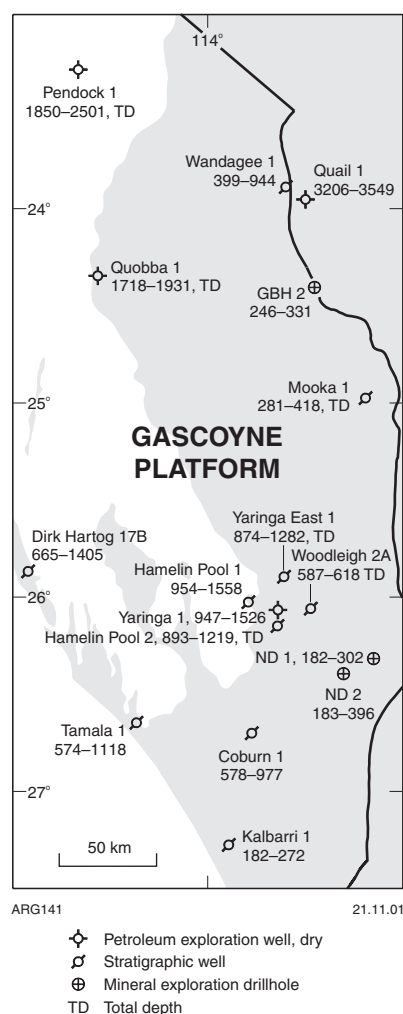 114°
Pendock 1
1850–2501, TD
Wandagee 1
399–944
Quail 1
3206–3549
24°
Quobba 1
1718–1931, TD
GBH 2
246–331
Mooka 1
281–418, TD
25°
GASCOYNE
PLATFORM
Yaringa East 1
874–1282, TD
Dirk Hartog 17B
665–1405
Woodleigh 2A
587–618 TD
Hamelin Pool 1
954–1558
26°
Yaringa 1, 947–1526
Hamelin Pool 2, 893–1219, TD
ND 1, 182–302
ND 2
183–396
Tamala 1
574–1118
Coburn 1
578–977
27°
Kalbarri 1
182–272
50 km
ARG141
21.11.01
Petroleum exploration well, dry
Stratigraphic well
Mineral exploration drillhole
TD Total depth